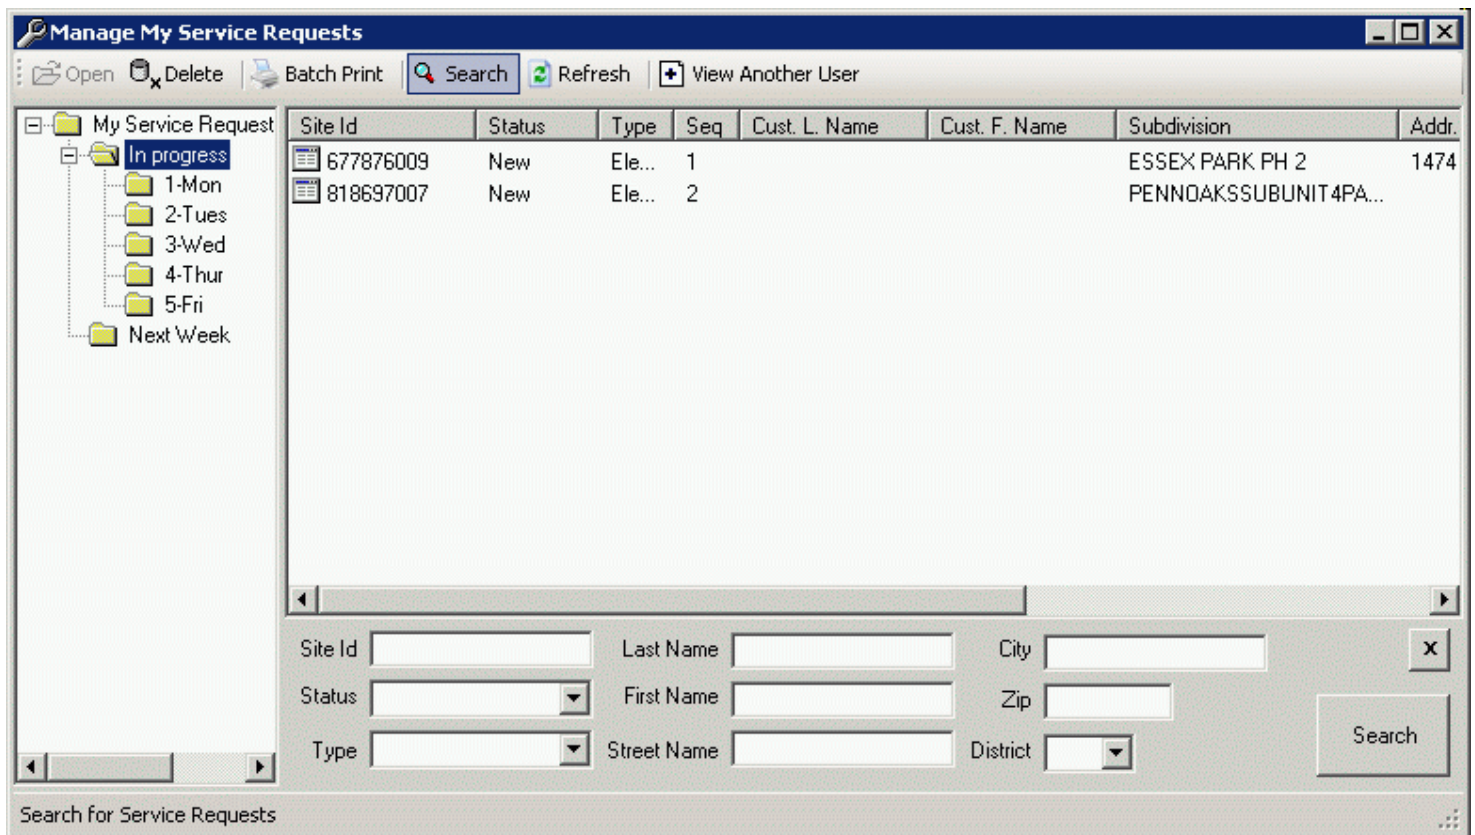 Manage My Service Requests
Open Delete Batch Print Search Refresh View Another User
My Service Request
In progress
1-Mon
2-Tues
3-Wed
4-Thur
5-Fri
Next Week
Site Id Status Type Seq Cust. L. Name Cust. F. Name Subdivision Addr.
677876009 New Ele... 1 ESSEX PARK PH 2 1474
818697007 New Ele... 2 PENNOAKSSUBUNIT4PA...
Site Id Last Name City x
Status First Name Zip
Type Street Name District Search
Search for Service Requests